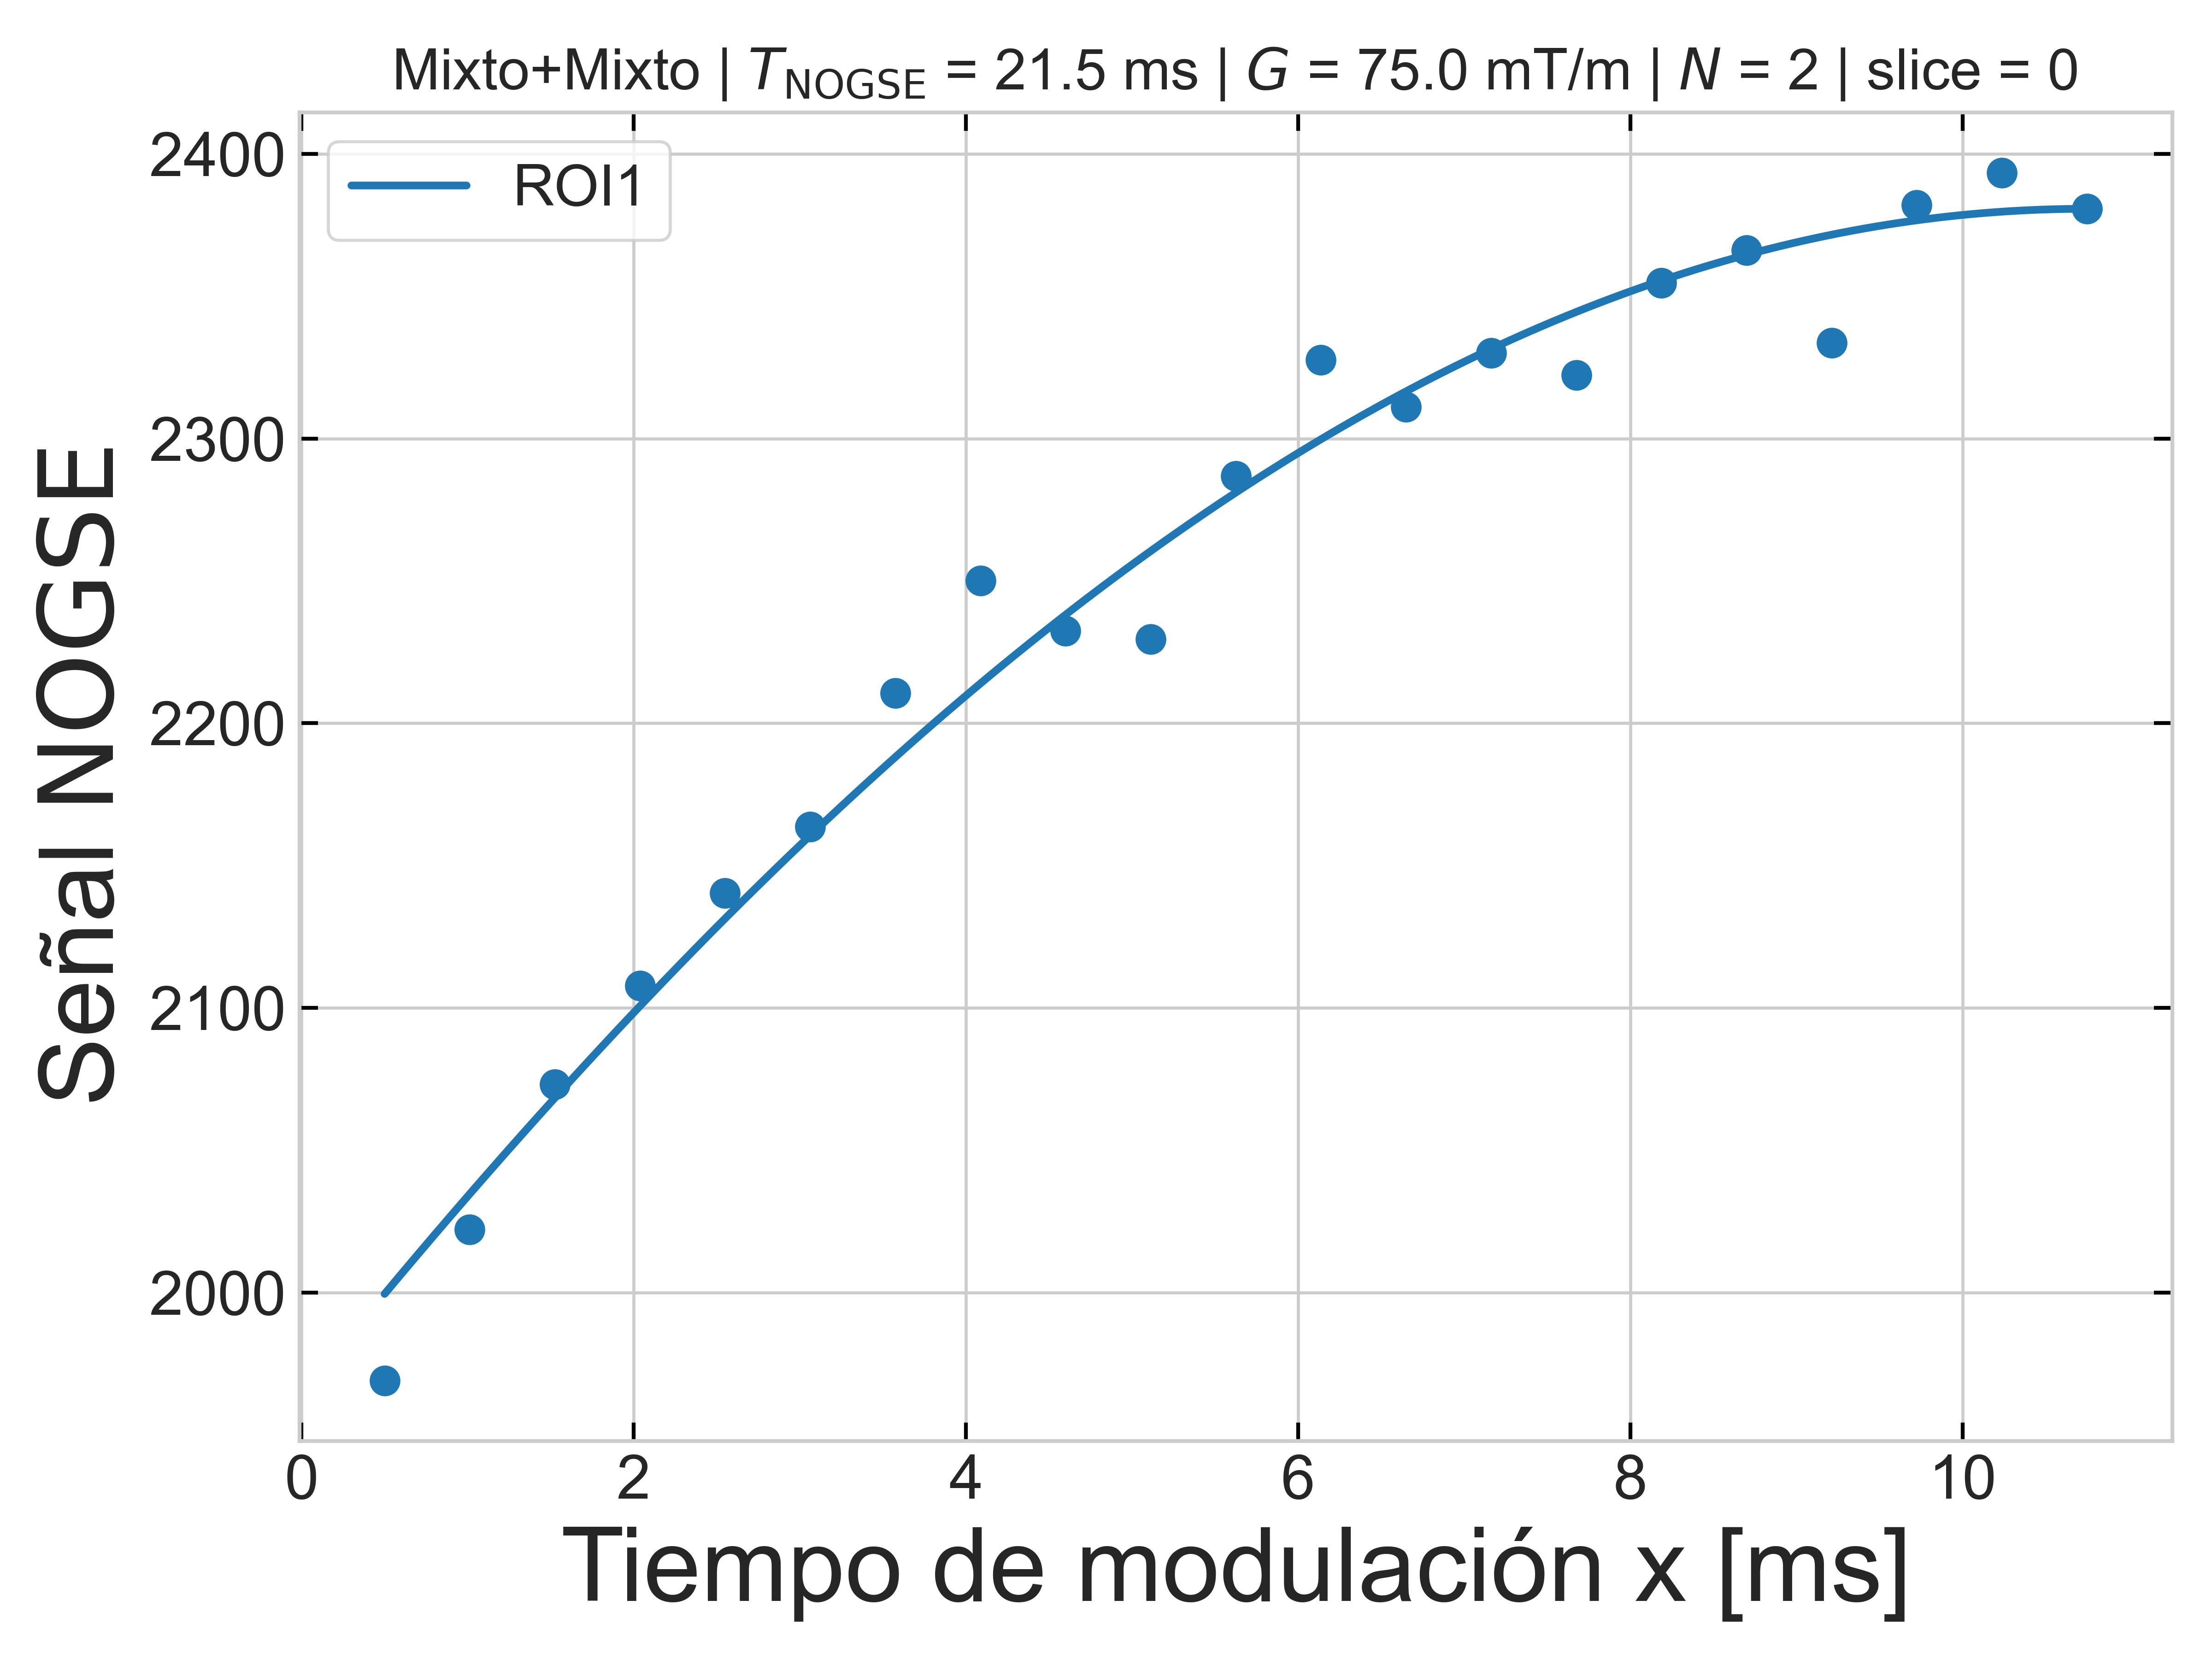 Mixto+Mixto | T_NOGSE = 21.5 ms | G = 75.0 mT/m | N = 2 | slice = 0
ROI1
Señal NOGSE
2400
2300
2200
2100
2000
0 2 4 6 8 10
Tiempo de modulación x [ms]